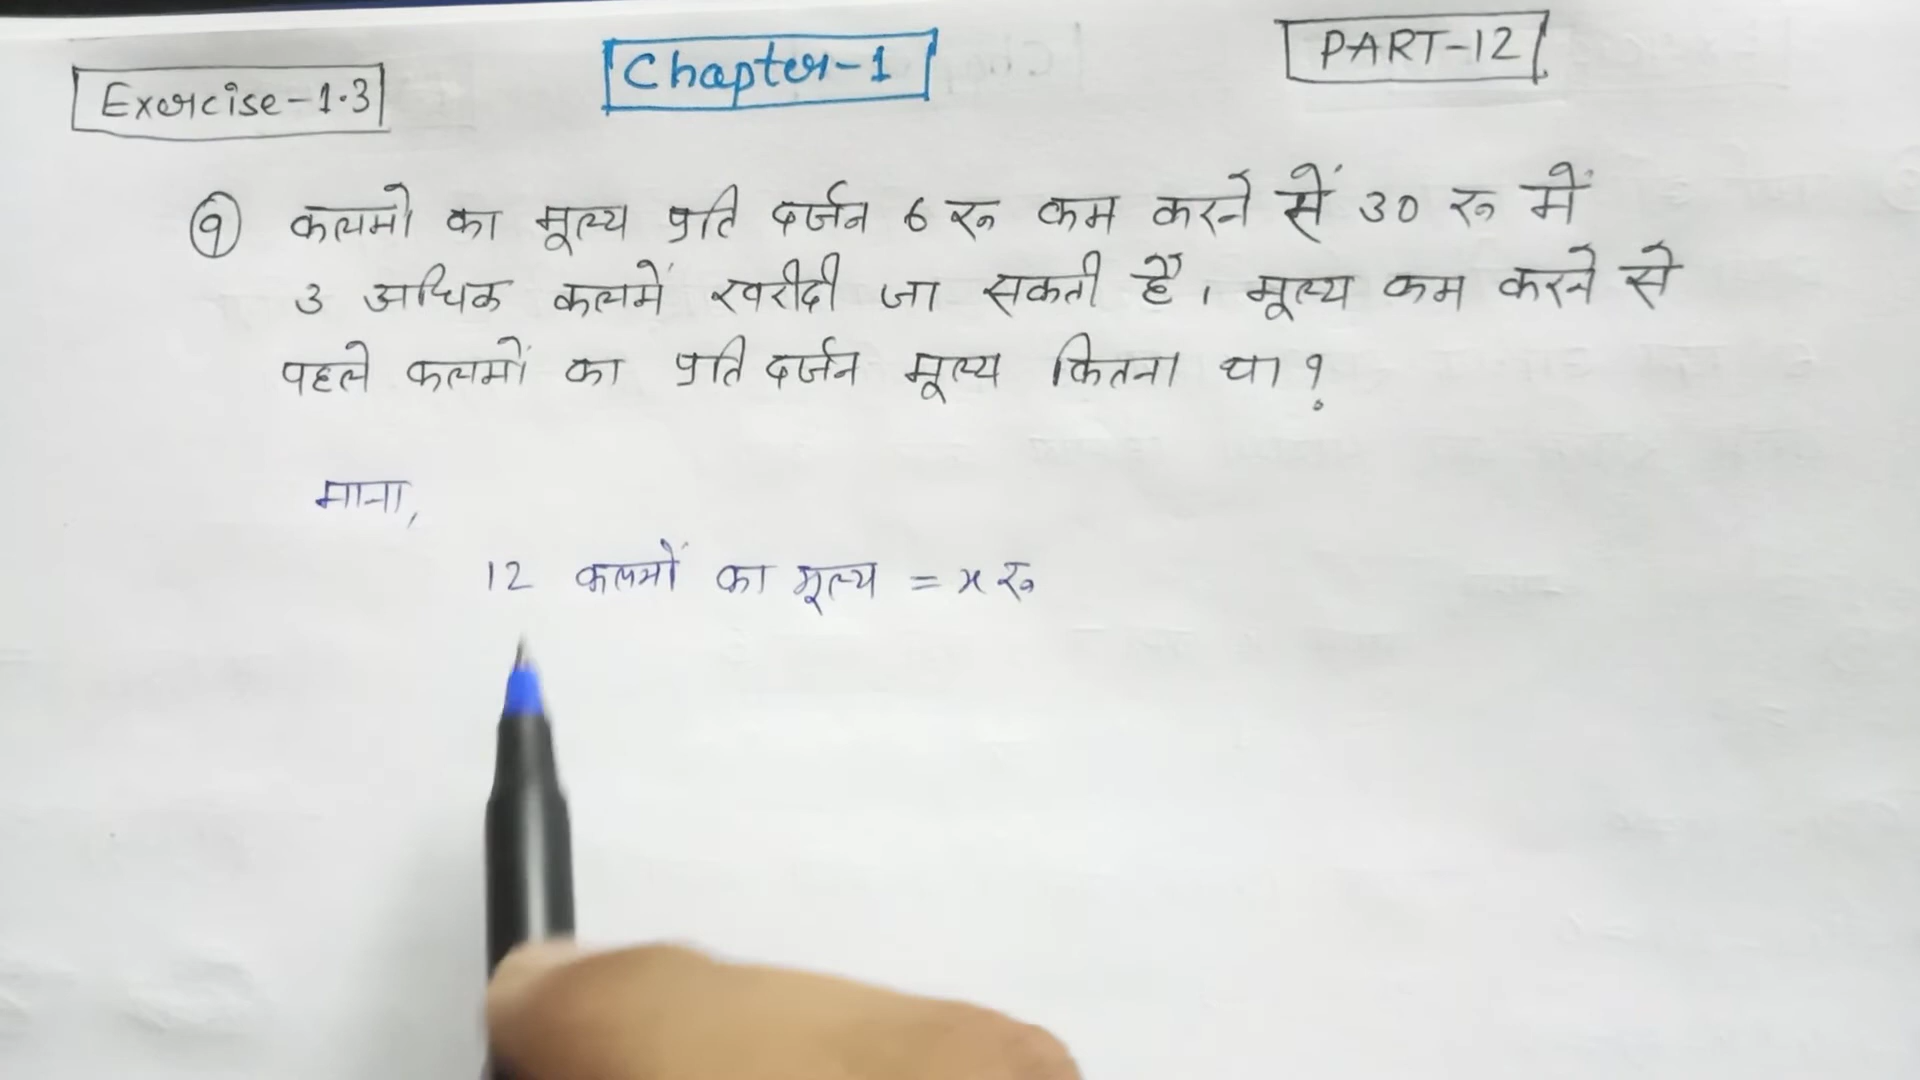 Exercise-1.3
Chapter-1
PART-12
9 कलमो का मूल्य प्रति दर्जन 6 रू कम करने सें 30 रू में
3 अधिक कलमें खरीदी जा सकती हैं, मूल्य कम करने से
पहले कलमों का प्रति दर्जन मूल्य कितना था ?
माना,
12 कलमों का मूल्य = x रू